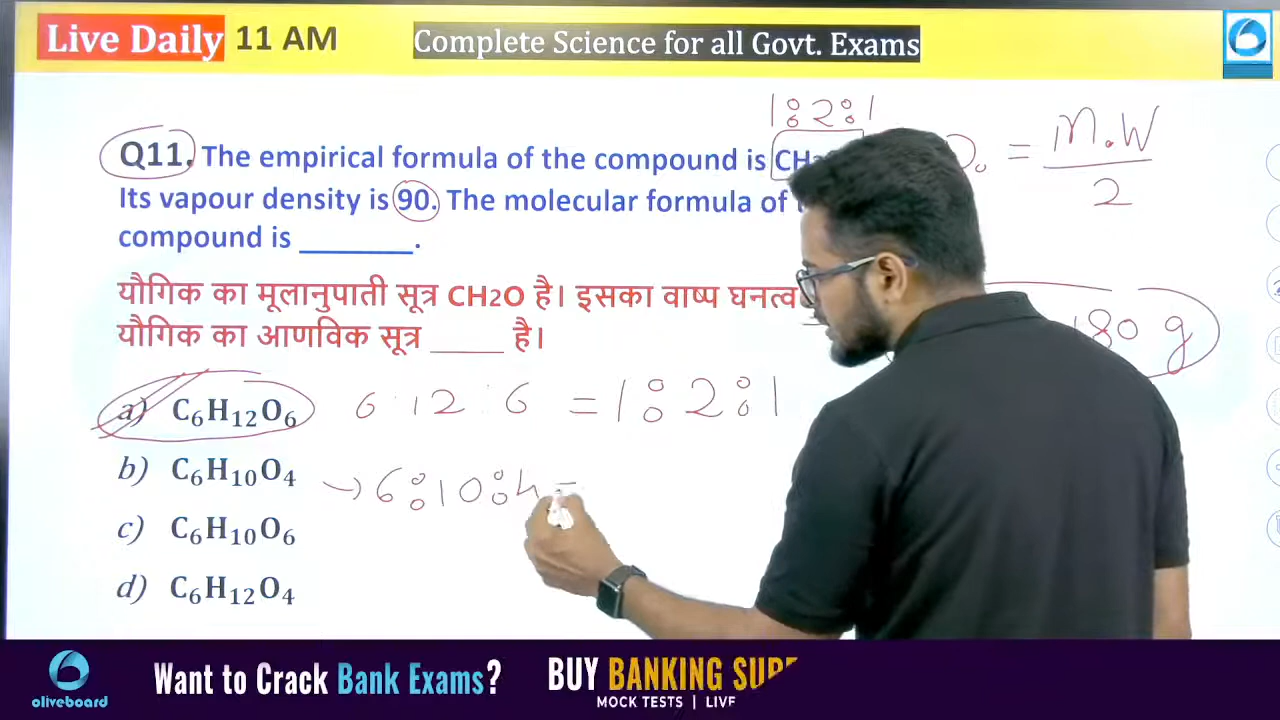 Live Daily 11 AM
Complete Science for all Govt. Exams
1:2:1
Q11. The empirical formula of the compound is
= M.W / 2
Its vapour density is 90. The molecular formula of
compound is ________.
यौगिक का मूलानुपाती सूत्र CH2O है। इसका वाष्प घनत्व
180 g
यौगिक का आणविक सूत्र ____ है।
a) C₆H₁₂O₆ 6:12:6 = 1:2:1
b) C₆H₁₀O₄ → 6:10:4 =
c) C₆H₁₀O₆
d) C₆H₁₂O₄
oliveboard
Want to Crack Bank Exams?
BUY BANKING
MOCK TESTS |